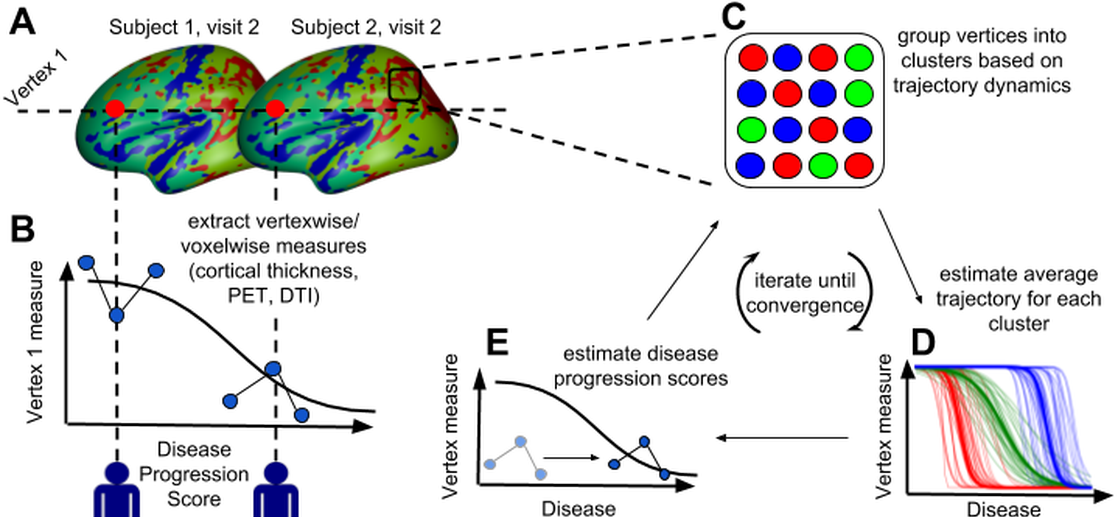 A
Subject 1, visit 2
Subject 2, visit 2
Vertex 1
B
extract vertexwise/
voxelwise measures
(cortical thickness,
PET, DTI)
Vertex 1 measure
Disease
Progression
Score
C
group vertices into
clusters based on
trajectory dynamics
iterate until
convergence
estimate average
trajectory for each
cluster
D
Vertex measure
Disease
E
estimate disease
progression scores
Vertex measure
Disease